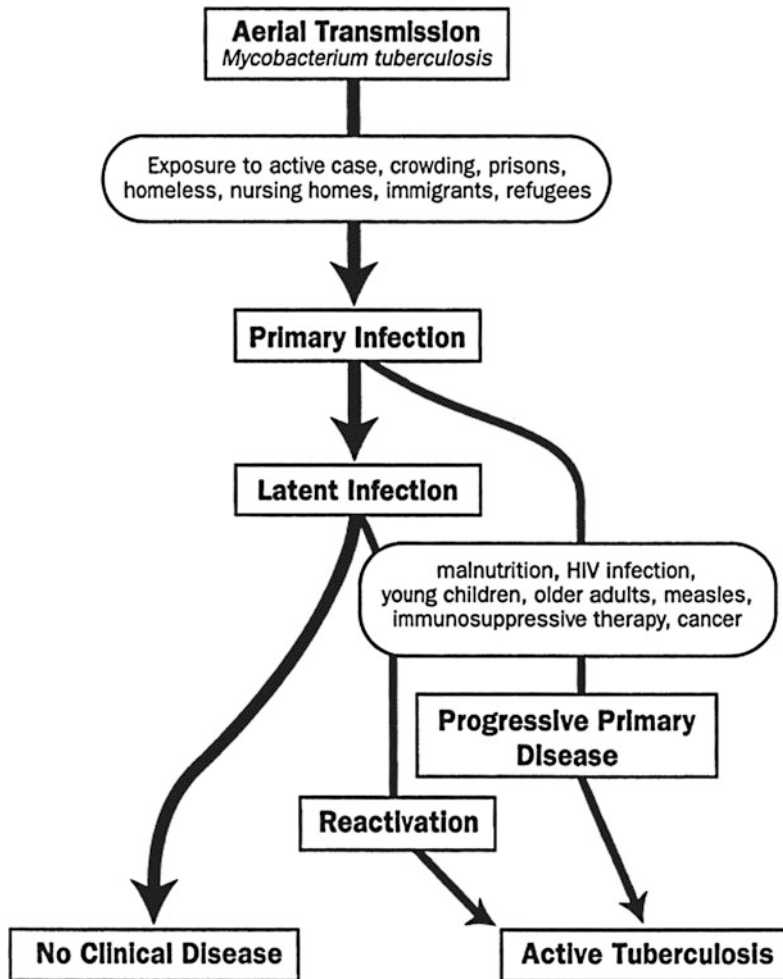 Aerial Transmission
Mycobacterium tuberculosis
Exposure to active case, crowding, prisons,
homeless, nursing homes, immigrants, refugees
Primary Infection
Latent Infection
malnutrition, HIV infection,
young children, older adults, measles,
immunosuppressive therapy, cancer
Progressive Primary
Disease
Reactivation
No Clinical Disease
Active Tuberculosis